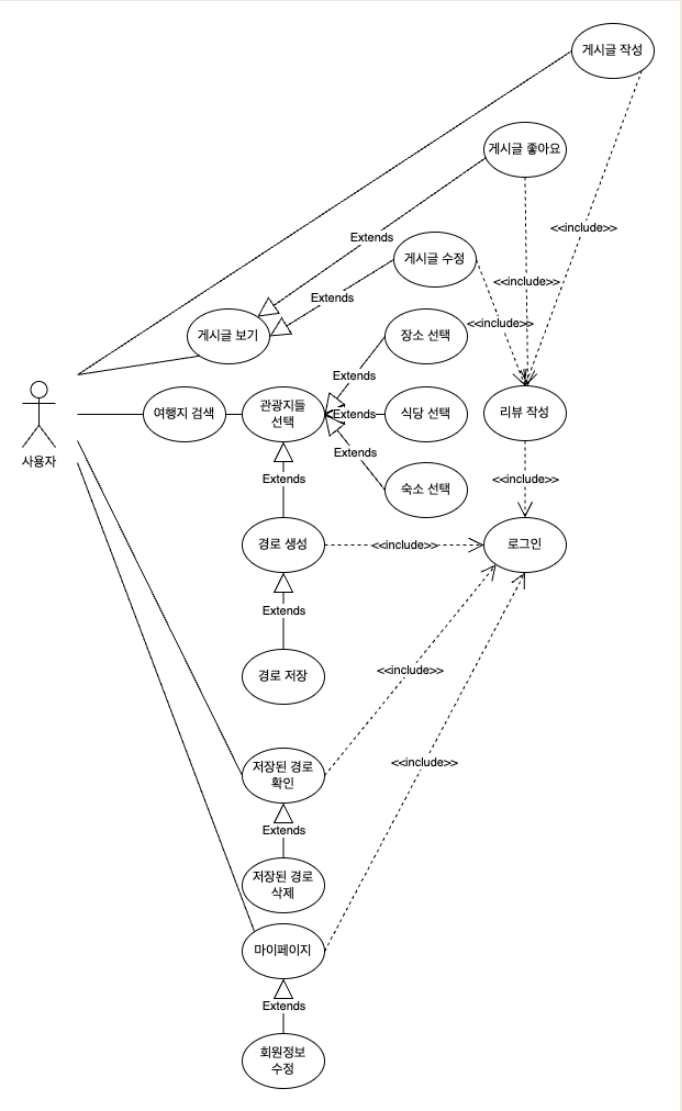 게시글 작성
게시글 좋아요
<<include>>
Extends
게시글 수정
<<include>>
Extends
<<include>>
게시글 보기
장소 선택
Extends
여행지 검색
관광지들
선택
Extends
식당 선택
리뷰 작성
사용자
Extends
Extends
숙소 선택
<<include>>
경로 생성
<<include>>
로그인
Extends
경로 저장
<<include>>
저장된 경로
확인
<<include>>
Extends
저장된 경로
삭제
마이페이지
Extends
회원정보
수정